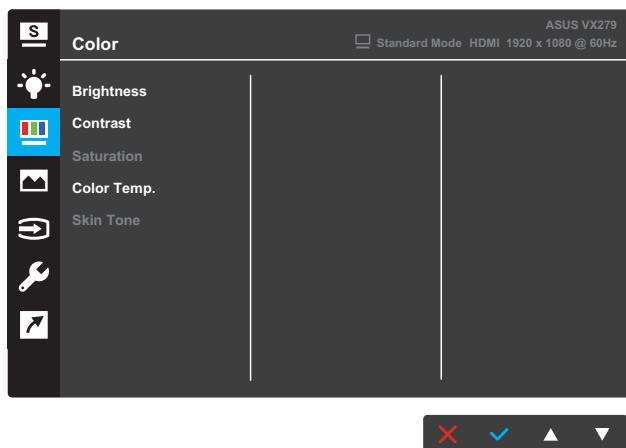 S
ASUS VX279
Color
Standard Mode HDMI 1920 x 1080 @ 60Hz
Brightness
Contrast
Saturation
Color Temp.
Skin Tone